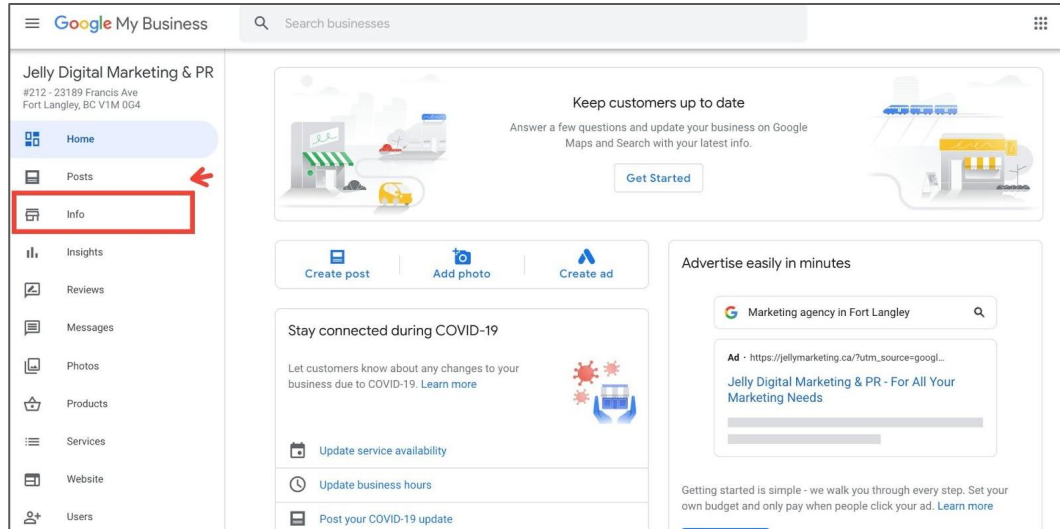 Google My Business
Search businesses
Jelly Digital Marketing & PR
#212 - 23189 Francis Ave
Fort Langley, BC V1M 0G4
Home
Posts
Info
Insights
Reviews
Messages
Photos
Products
Services
Website
Users
Keep customers up to date
Answer a few questions and update your business on Google
Maps and Search with your latest info.
Get Started
Create post
Add photo
Create ad
Stay connected during COVID-19
Let customers know about any changes to your
business due to COVID-19. Learn more
Update service availability
Update business hours
Post your COVID-19 update
Advertise easily in minutes
Marketing agency in Fort Langley
Ad · https://jellymarketing.ca/?utm_source=googl...
Jelly Digital Marketing & PR - For All Your
Marketing Needs
Getting started is simple - we walk you through every step. Set your
own budget and only pay when people click your ad. Learn more